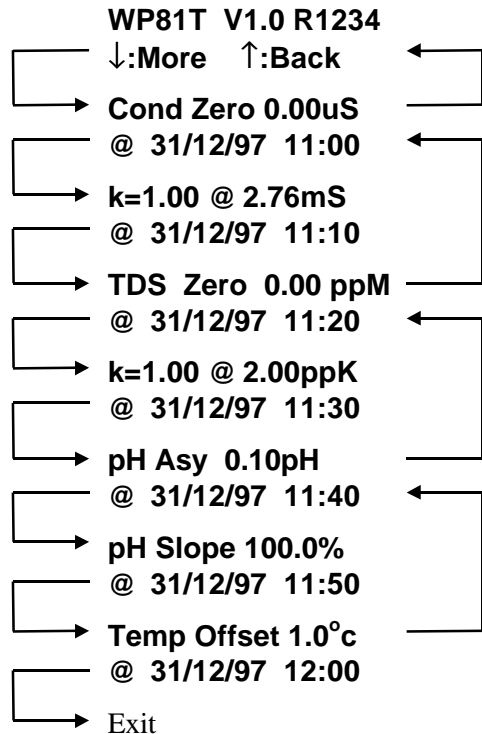 WP81T V1.0 R1234
↓:More ↑:Back
Cond Zero 0.00uS
@ 31/12/97 11:00
k=1.00 @ 2.76mS
@ 31/12/97 11:10
TDS Zero 0.00 ppM
@ 31/12/97 11:20
k=1.00 @ 2.00ppK
@ 31/12/97 11:30
pH Asy 0.10pH
@ 31/12/97 11:40
pH Slope 100.0%
@ 31/12/97 11:50
Temp Offset 1.0°c
@ 31/12/97 12:00
Exit